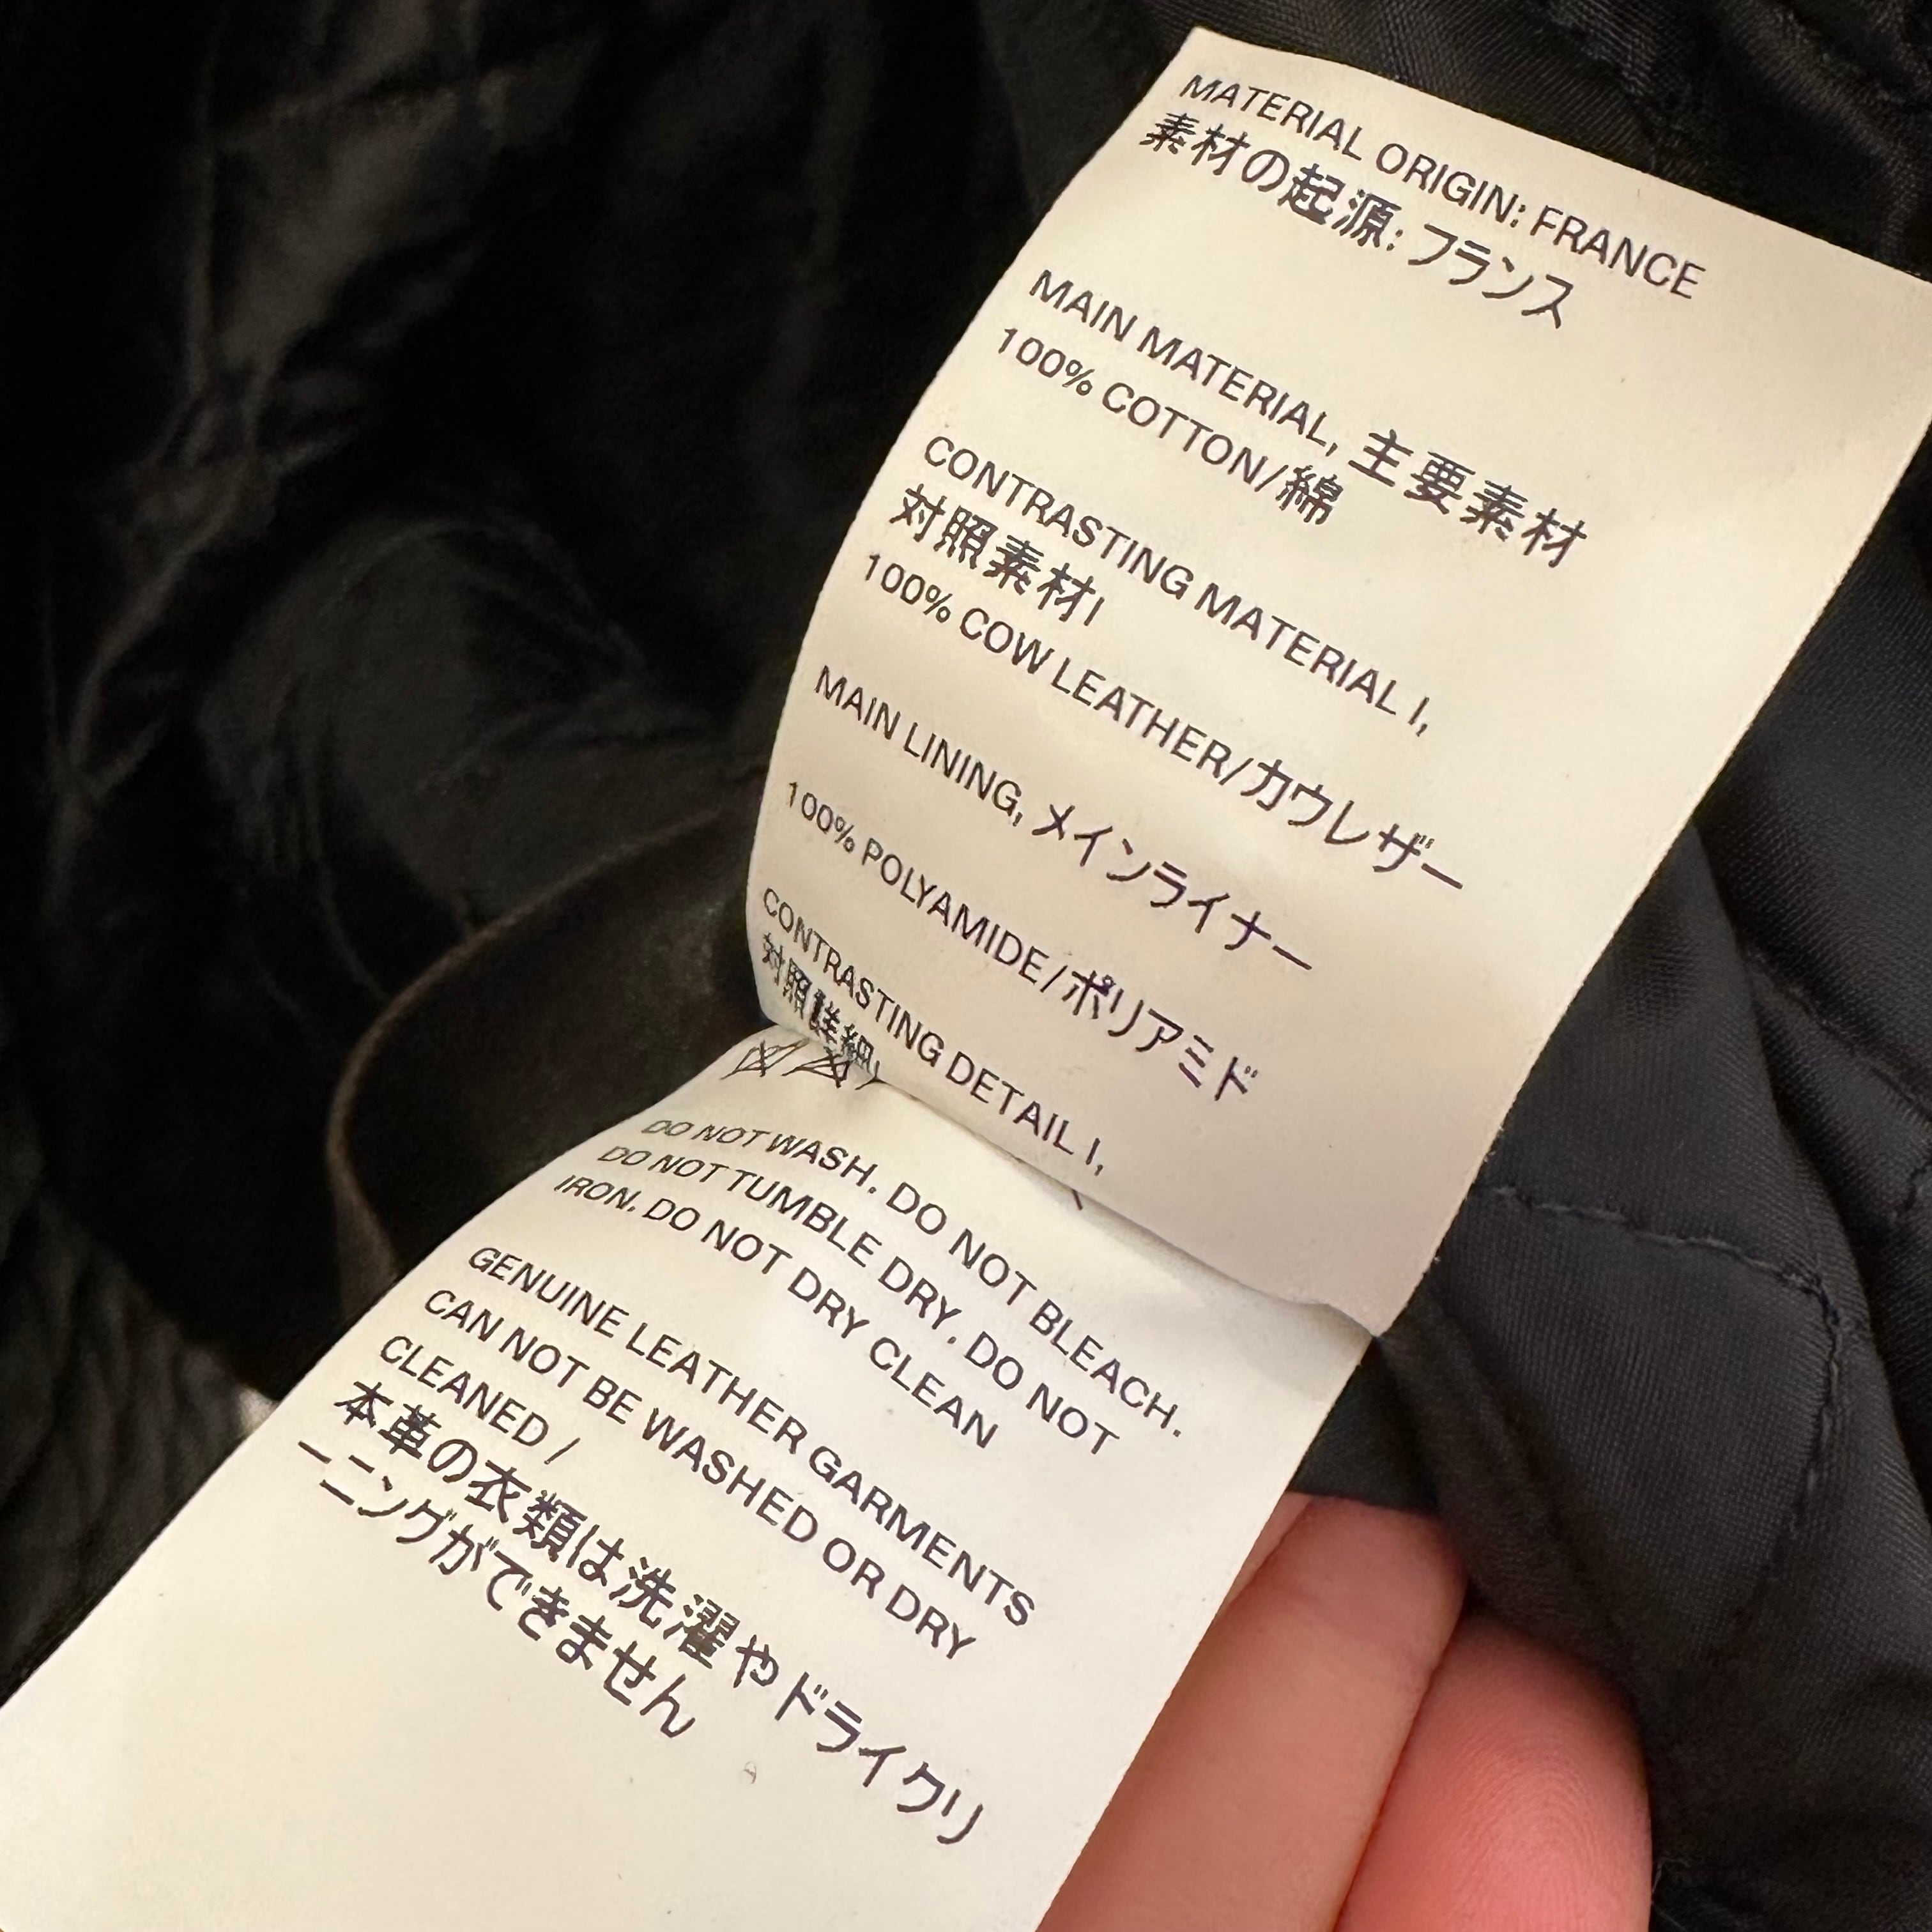 MATERIAL ORIGIN: FRANCE
素材の起源: フランス
MAIN MATERIAL, 主要素材
100% COTTON/綿
CONTRASTING MATERIAL I,
対照素材I
100% COW LEATHER/カウレザー
MAIN LINING, メインライナー
100% POLYAMIDE/ポリアミド
CONTRASTING DETAIL I,
対照詳細I
DO NOT WASH. DO NOT BLEACH.
DO NOT TUMBLE DRY. DO NOT
IRON. DO NOT DRY CLEAN
GENUINE LEATHER GARMENTS
CAN NOT BE WASHED OR DRY
CLEANED /
本革の衣類は洗濯やドライクリ
ーニングができません